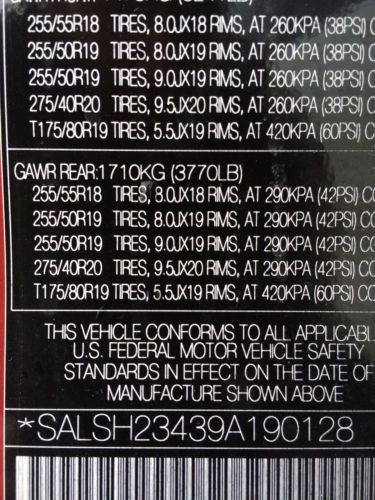 255/55R18 TIRES, 8.0JX18 RIMS, AT 260KPA (38PSI)
255/50R19 TIRES, 8.0JX19 RIMS, AT 260KPA (38PSI)
255/50R19 TIRES, 9.0JX19 RIMS, AT 260KPA (38PSI)
275/40R20 TIRES, 9.5JX20 RIMS, AT 260KPA (38PSI)
T175/80R19 TIRES, 5.5JX19 RIMS, AT 420KPA (60PSI)
GAWR REAR:1710KG (3770LB)
255/55R18 TIRES, 8.0JX18 RIMS, AT 290KPA (42PSI)
255/50R19 TIRES, 8.0JX19 RIMS, AT 290KPA (42PSI)
255/50R19 TIRES, 9.0JX19 RIMS, AT 290KPA (42PSI)
275/40R20 TIRES, 9.5JX20 RIMS, AT 290KPA (42PSI)
T175/80R19 TIRES, 5.5JX19 RIMS, AT 420KPA (60PSI)
THIS VEHICLE CONFORMS TO ALL APPLICABL
U.S. FEDERAL MOTOR VEHICLE SAFETY
STANDARDS IN EFFECT ON THE DATE OF
MANUFACTURE SHOWN ABOVE
*SALSH23439A190128